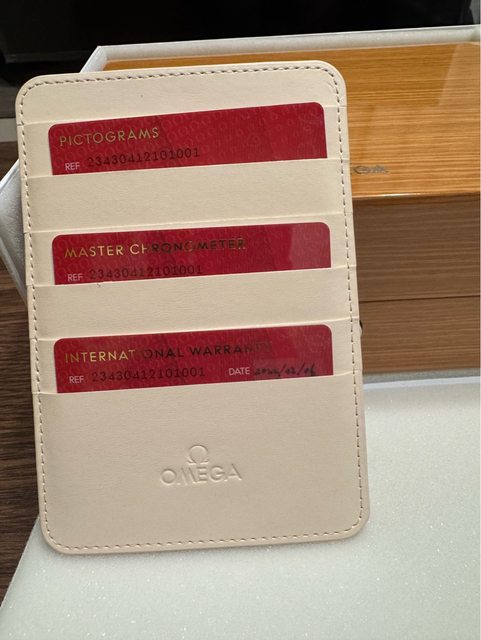 PICTOGRAMS
REF 23430412101001
MASTER CHRONOMETER
REF 23430412101001
INTERNATIONAL WARRANTY
REF 23430412101001 DATE
Ω
OMEGA